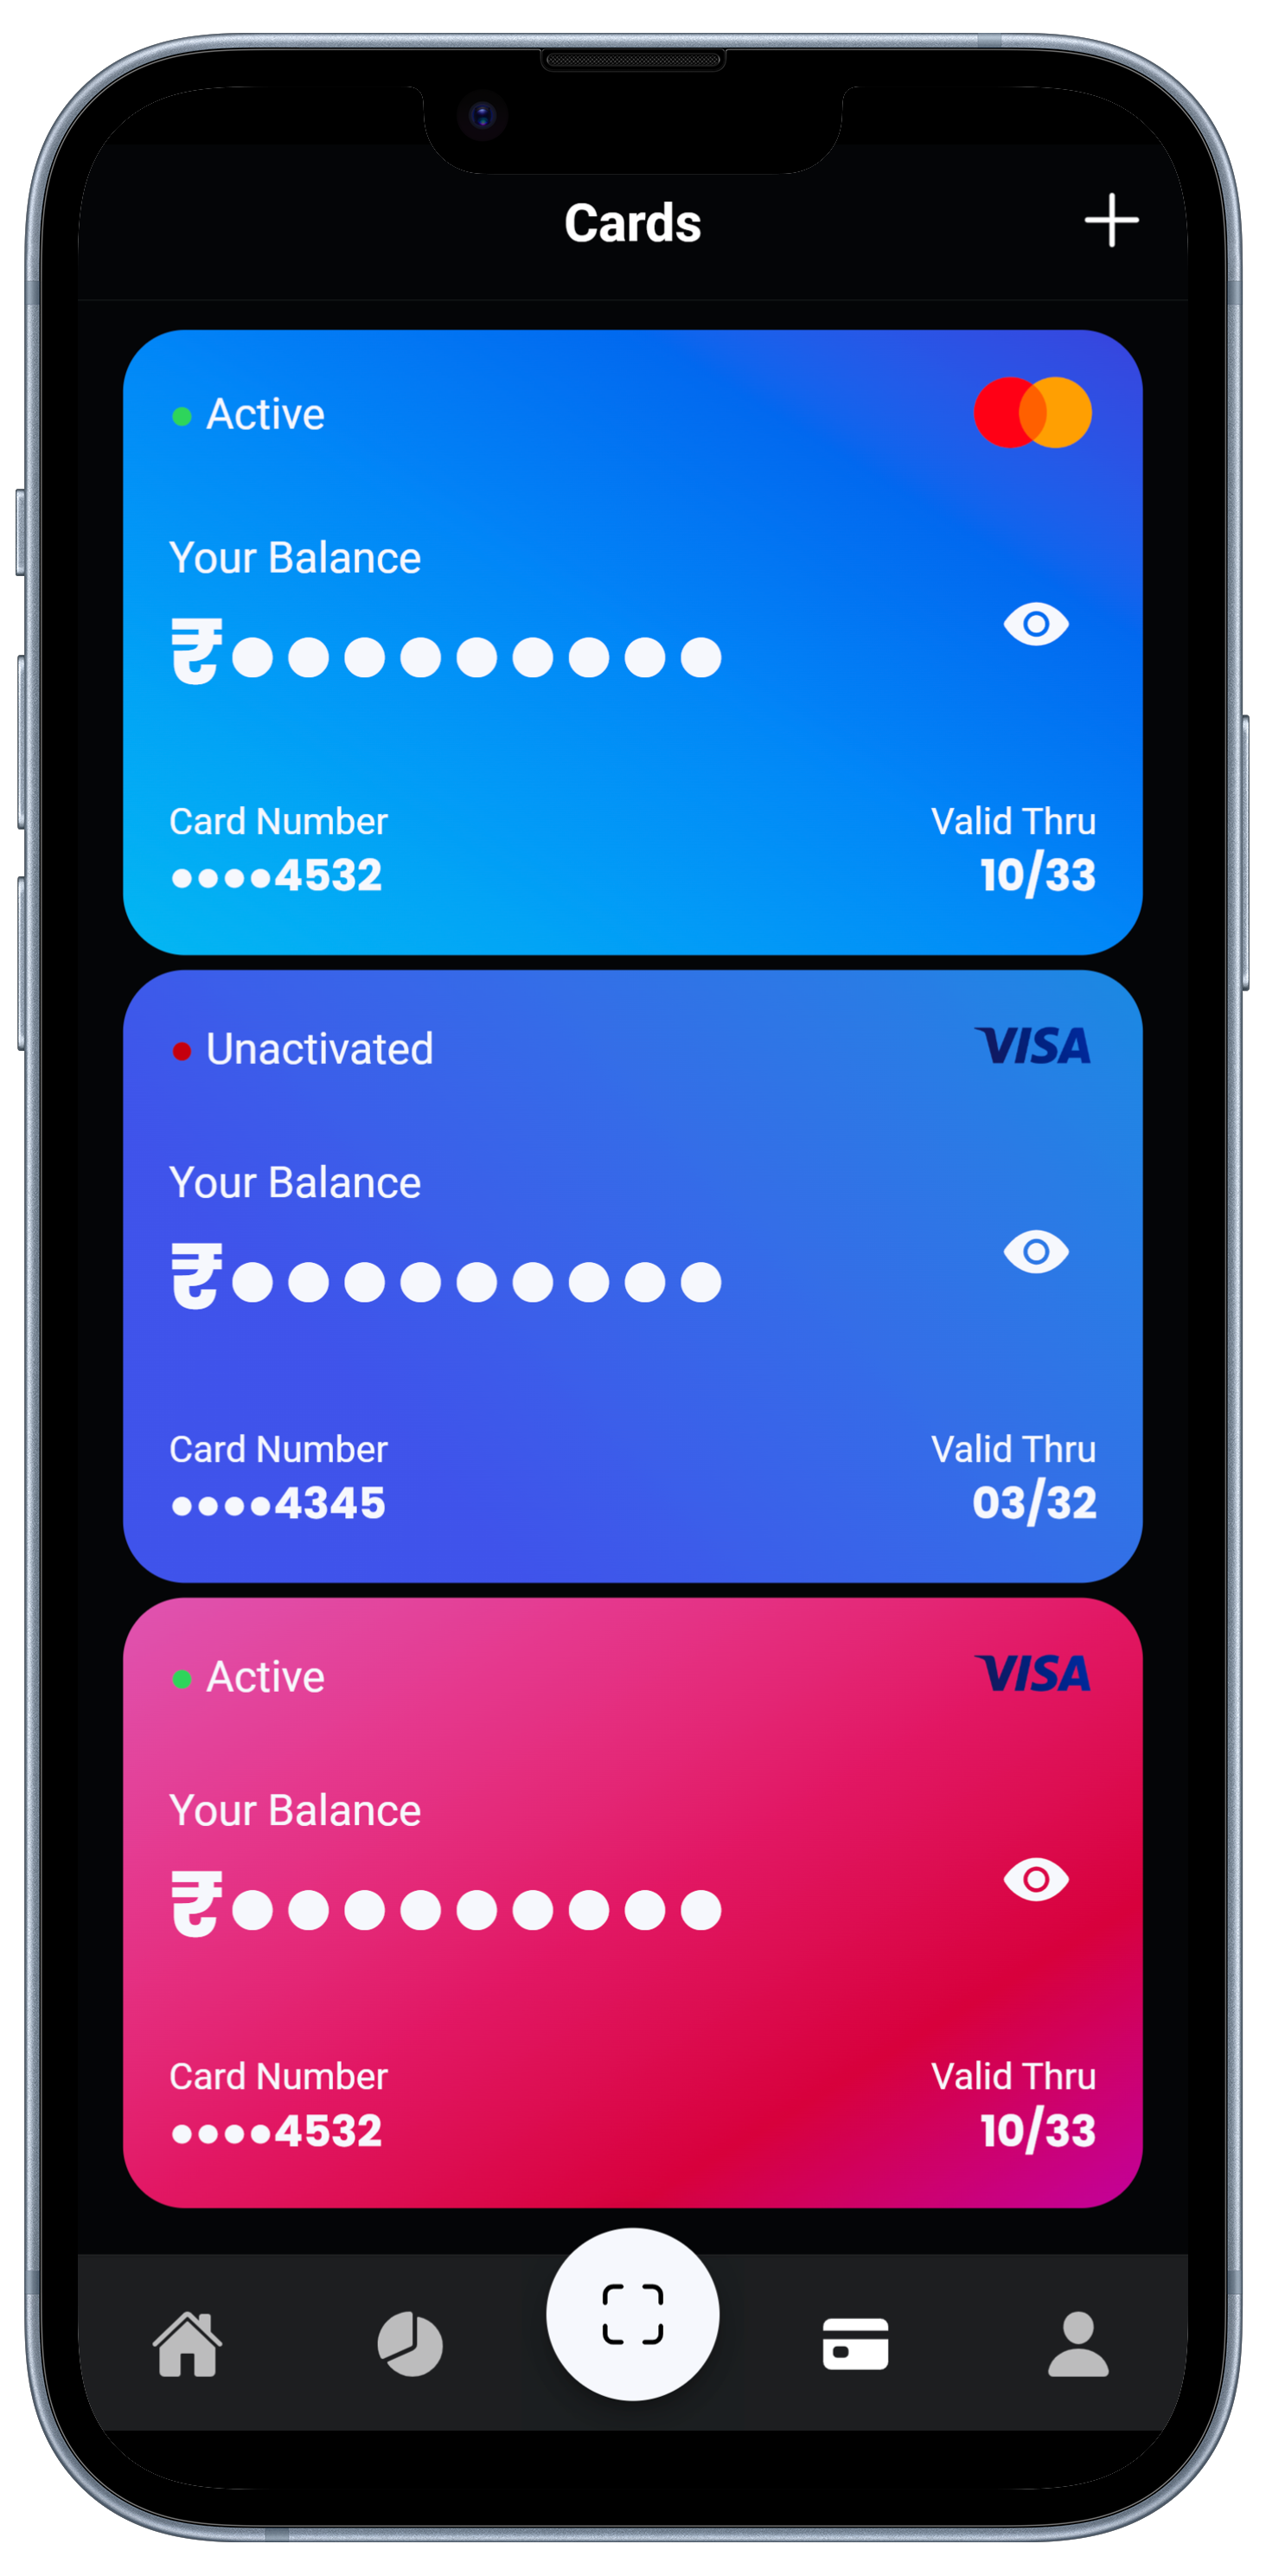 Cards
Active
Your Balance
₹●●●●●●●●●
Card Number
●●●●4532
Valid Thru
10/33
Unactivated
VISA
Your Balance
₹●●●●●●●●●
Card Number
●●●●4345
Valid Thru
03/32
Active
VISA
Your Balance
₹●●●●●●●●●
Card Number
●●●●4532
Valid Thru
10/33